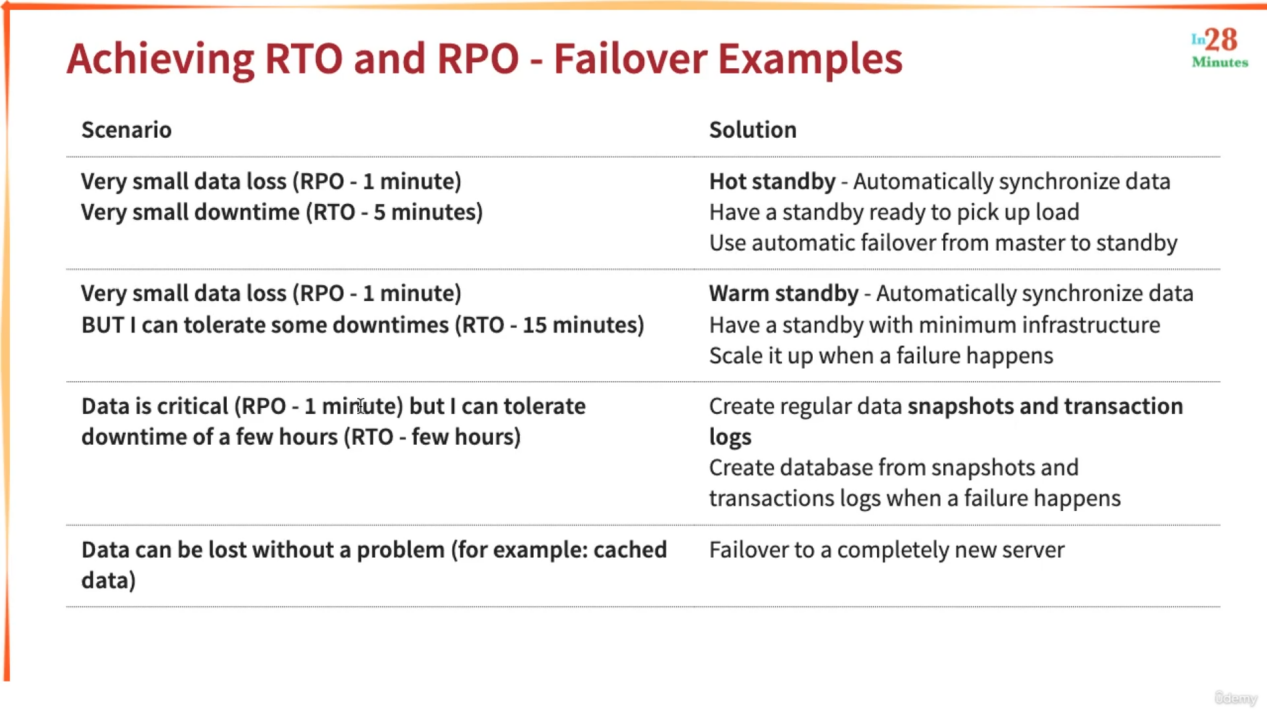 Achieving RTO and RPO - Failover Examples
In28
Minutes
Scenario
Solution
Very small data loss (RPO - 1 minute)
Very small downtime (RTO - 5 minutes)
Hot standby - Automatically synchronize data
Have a standby ready to pick up load
Use automatic failover from master to standby
Very small data loss (RPO - 1 minute)
BUT I can tolerate some downtimes (RTO - 15 minutes)
Warm standby - Automatically synchronize data
Have a standby with minimum infrastructure
Scale it up when a failure happens
Data is critical (RPO - 1 minute) but I can tolerate
downtime of a few hours (RTO - few hours)
Create regular data snapshots and transaction
logs
Create database from snapshots and
transactions logs when a failure happens
Data can be lost without a problem (for example: cached
data)
Failover to a completely new server
Udemy